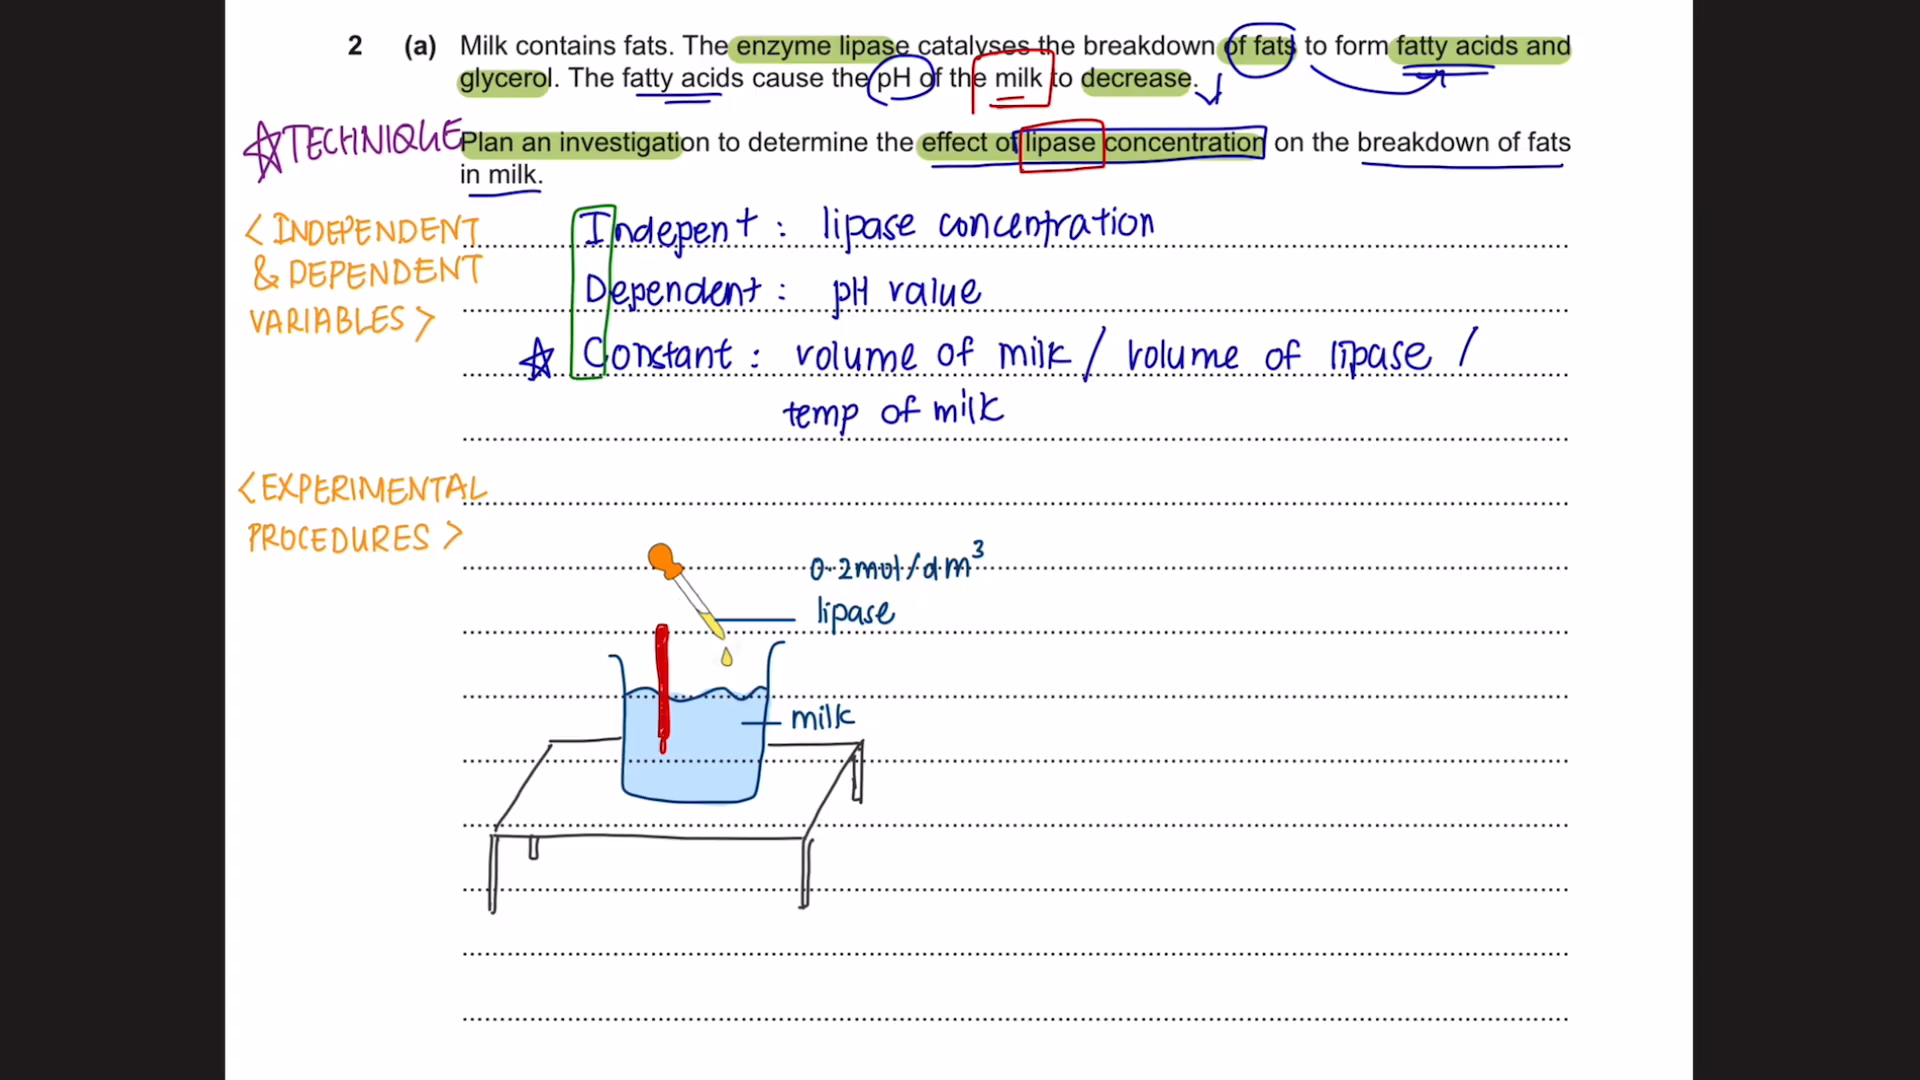 2 (a) Milk contains fats. The enzyme lipase catalyses the breakdown of fats to form fatty acids and
glycerol. The fatty acids cause the pH of the milk to decrease.
☆TECHNIQUE Plan an investigation to determine the effect of lipase concentration on the breakdown of fats
in milk.
<INDEPENDENT
& DEPENDENT
VARIABLES>
Indepent : lipase concentration
Dependent : pH value
☆ Constant : volume of milk / volume of lipase /
temp of milk
<EXPERIMENTAL
PROCEDURES>
0.2mol/dm³
lipase
milk